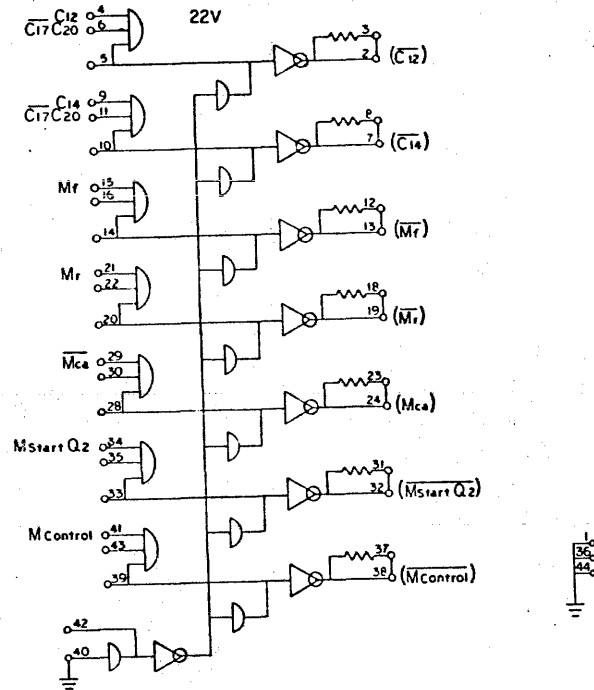 22V
C12 4
C17C20 6
5
3
2 (C12)
C14 9
C17C20 11
10
8
7 (C14)
Mf 15
16
14
12
13 (Mf)
Mr 21
22
20
18
19 (Mr)
Mca 29
30
28
23
24 (Mca)
MStart Q2 34
35
33
31
32 (MStart Q2)
MControl 41
43
39
37
38 (MControl)
42
40
1
36
44